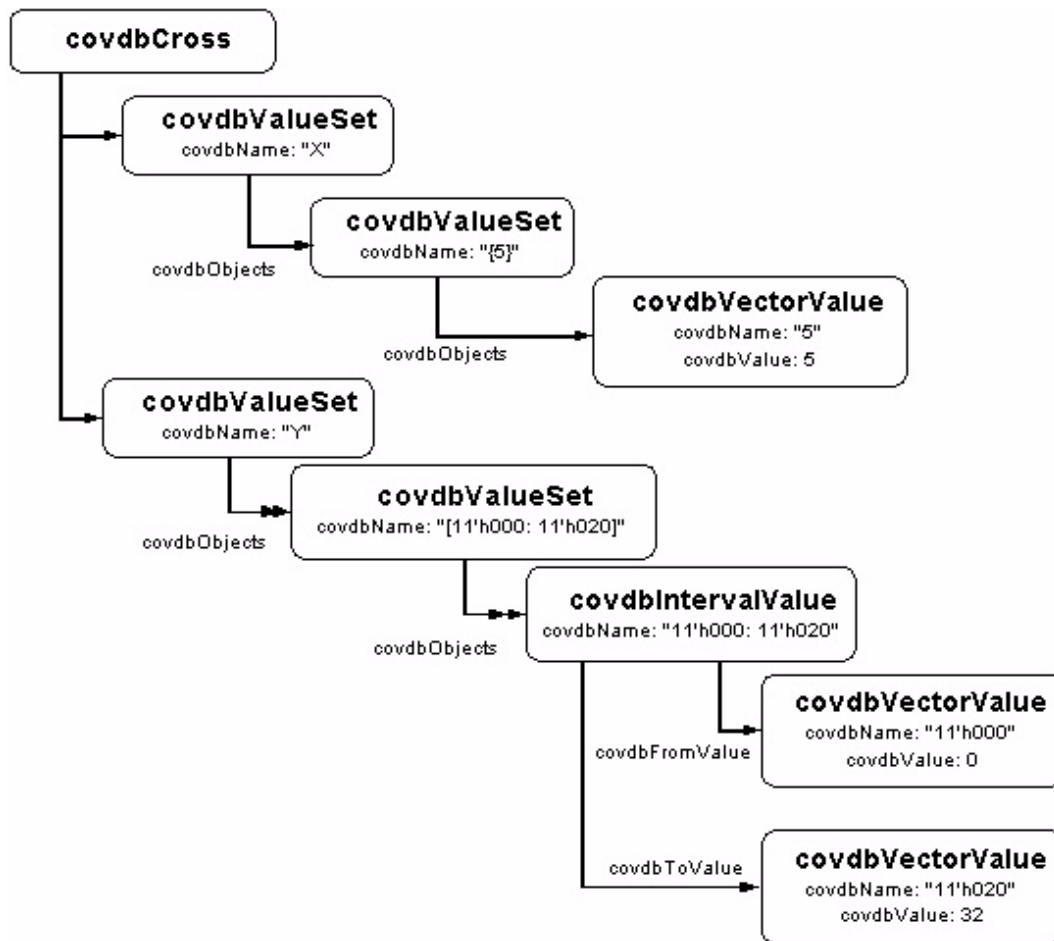 covdbCross
covdbValueSet
covdbName: "X"
covdbValueSet
covdbName: "{5}"
covdbObjects
covdbVectorValue
covdbName: "5"
covdbValue: 5
covdbObjects
covdbValueSet
covdbName: "Y"
covdbValueSet
covdbName: "[11'h000: 11'h020]"
covdbObjects
covdbIntervalValue
covdbName: "11'h000: 11'h020"
covdbObjects
covdbVectorValue
covdbName: "11'h000"
covdbValue: 0
covdbFromValue
covdbVectorValue
covdbName: "11'h020"
covdbValue: 32
covdbToValue